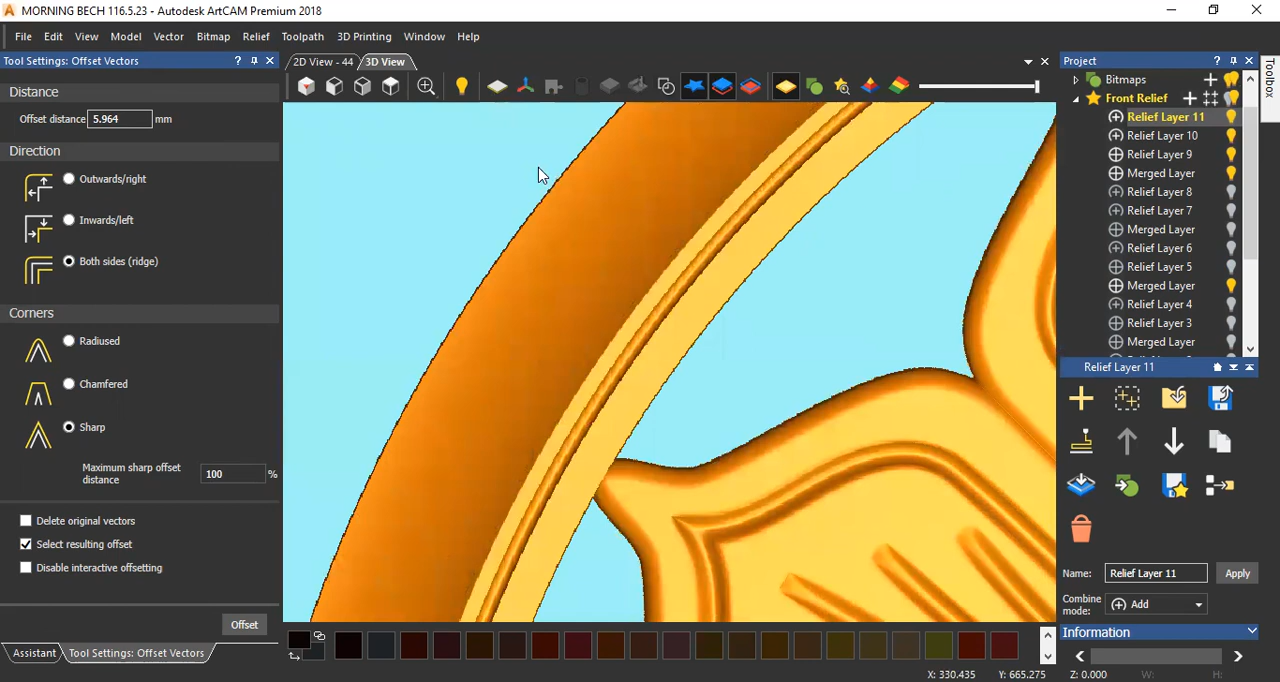 MORNING BECH 116.5.23 - Autodesk ArtCAM Premium 2018
File Edit View Model Vector Bitmap Relief Toolpath 3D Printing Window Help
Tool Settings: Offset Vectors ?
Distance
Offset distance 5.964 mm
Direction
Outwards/right
Inwards/left
Both sides (ridge)
Corners
Radiused
Chamfered
Sharp
Maximum sharp offset
distance 100 %
Delete original vectors
Select resulting offset
Disable interactive offsetting
Offset
Assistant Tool Settings: Offset Vectors
2D View - 44 3D View
Project ?
Toolbox
Bitmaps
Front Relief
Relief Layer 11
Relief Layer 10
Relief Layer 9
Merged Layer
Relief Layer 8
Relief Layer 7
Merged Layer
Relief Layer 6
Relief Layer 5
Merged Layer
Relief Layer 4
Relief Layer 3
Merged Layer
Relief Layer 11
Name: Relief Layer 11 Apply
Combine
mode: Add
Information
X: 330.435 Y: 665.275 Z: 0.000 W: H: